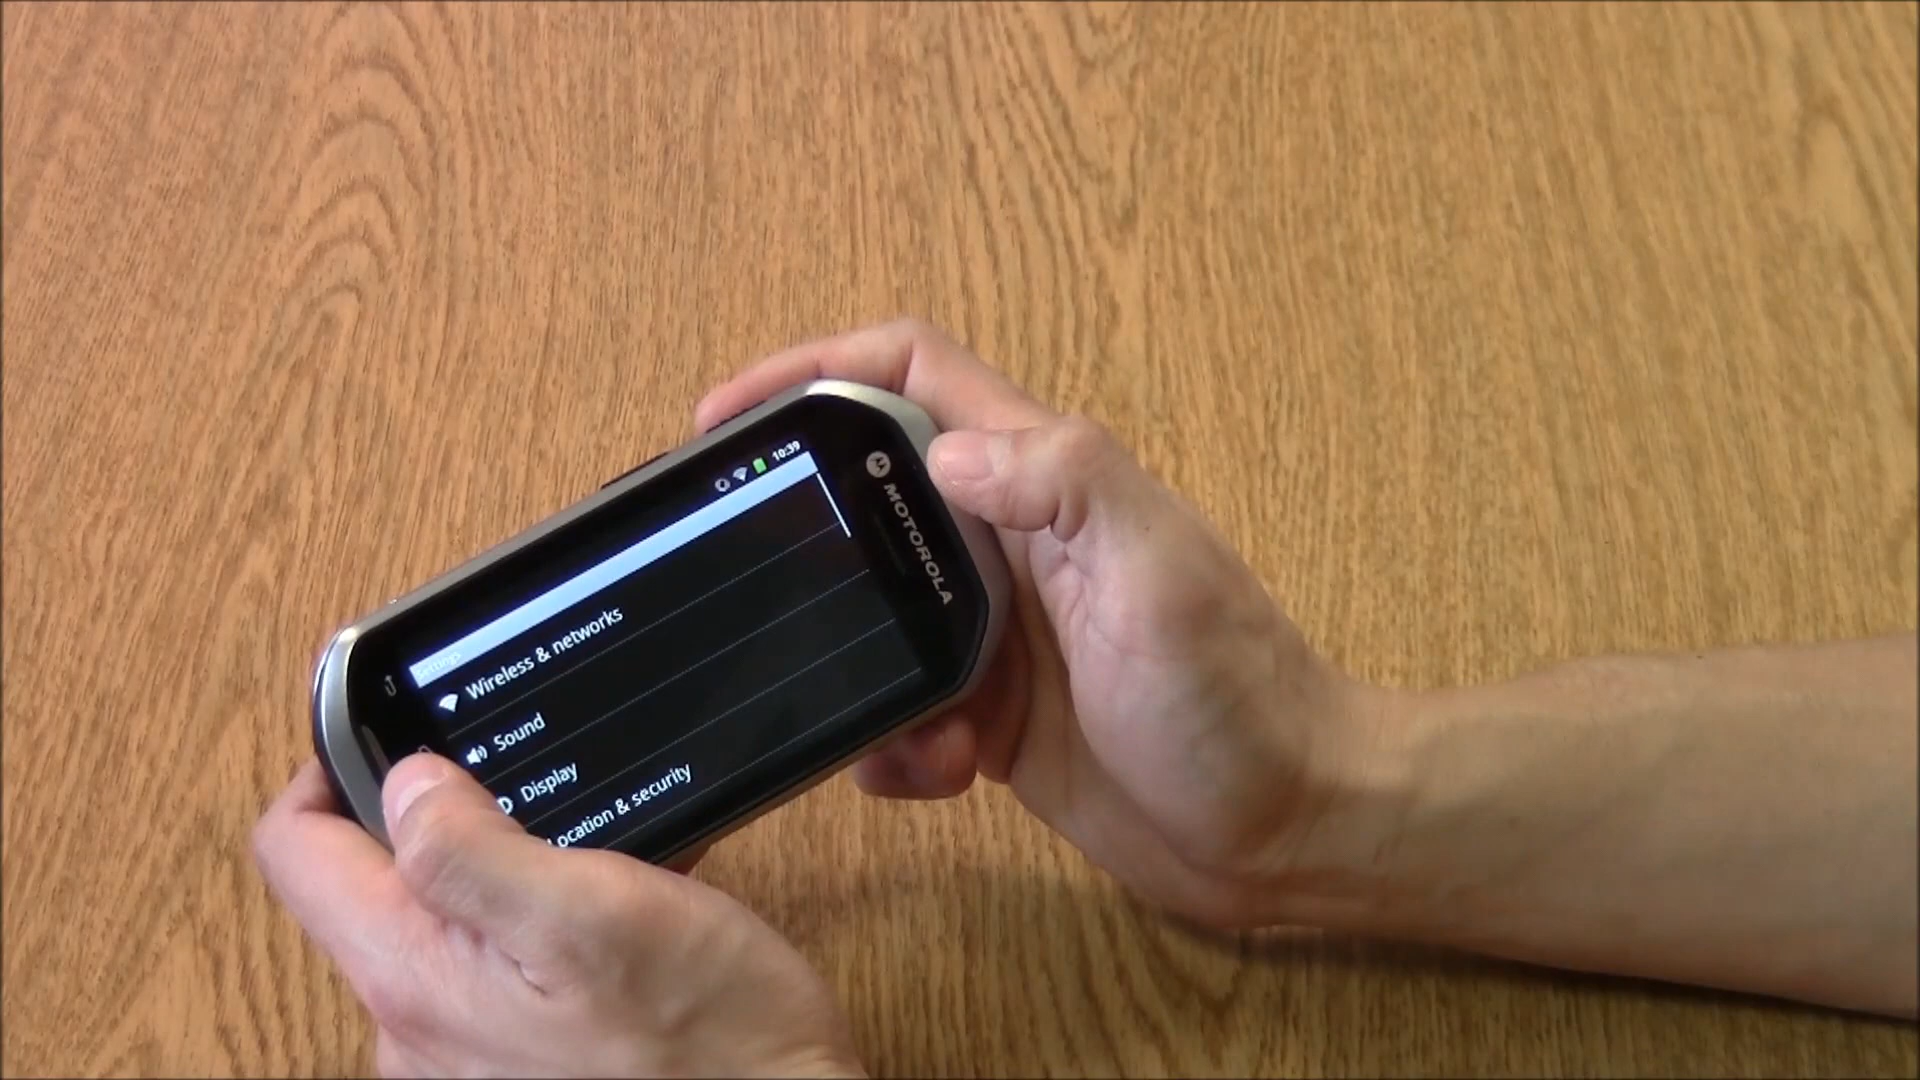 10:39
Settings
Wireless & networks
Sound
Display
Location & security
MOTOROLA